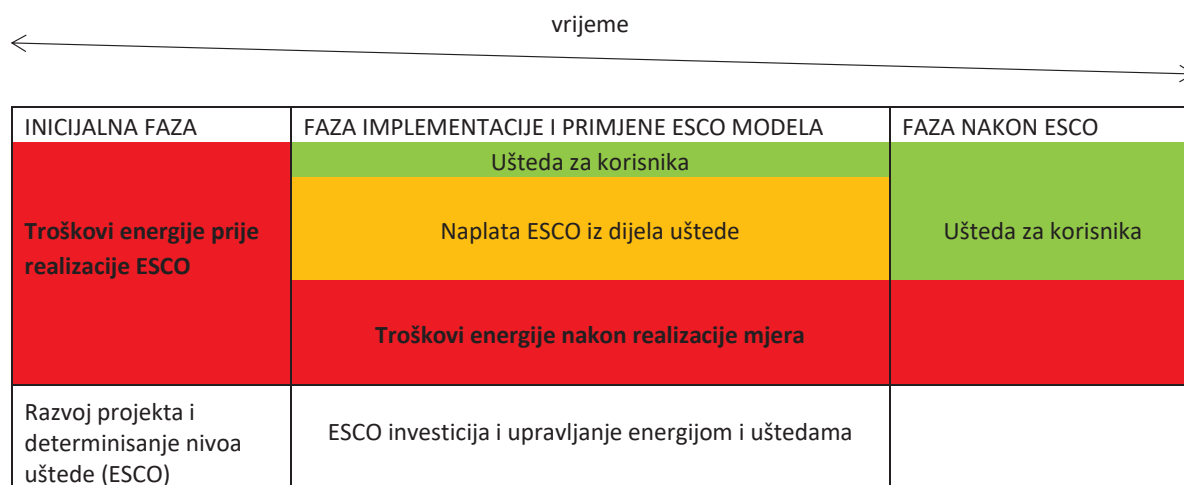 vrijeme
INICIJALNA FAZA
FAZA IMPLEMENTACIJE I PRIMJENE ESCO MODELA
FAZA NAKON ESCO
Troškovi energije prije
realizacije ESCO
Ušteda za korisnika
Naplata ESCO iz dijela uštede
Troškovi energije nakon realizacije mjera
Ušteda za korisnika
Razvoj projekta i
determinisanje nivoa
uštede (ESCO)
ESCO investicija i upravljanje energijom i uštedama